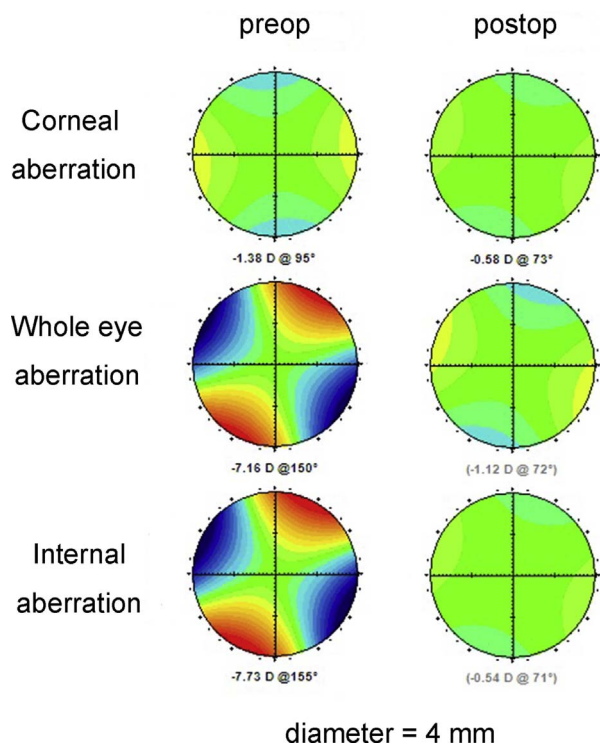 preop postop
Corneal
aberration
-1.38 D @ 95° -0.58 D @ 73°
Whole eye
aberration
-7.16 D @150° (-1.12 D @ 72°)
Internal
aberration
-7.73 D @155° (-0.54 D @ 71°)
diameter = 4 mm